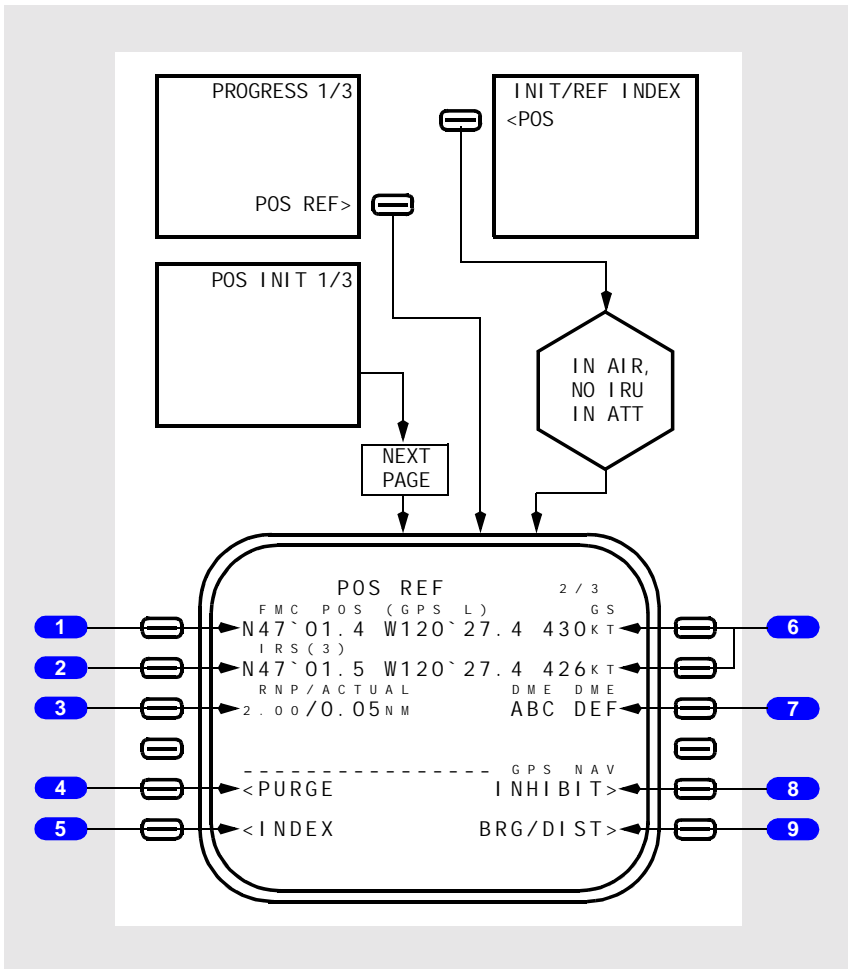 PROGRESS 1/3
POS REF>
INIT/REF INDEX
<POS
POS INIT 1/3
IN AIR,
NO IRU
IN ATT
NEXT
PAGE
POS REF 2/3
FMC POS (GPS L) GS
N47`01.4 W120`27.4 430KT
IRS(3)
N47`01.5 W120`27.4 426KT
RNP/ACTUAL DME DME
2.00/0.05NM ABC DEF
---------------- GPS NAV
<PURGE INHIBIT>
<INDEX BRG/DIST>
1
2
3
4
5
6
7
8
9